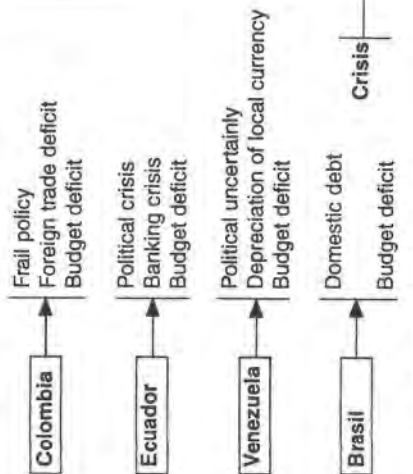 Colombia
Frail policy
Foreign trade deficit
Budget deficit
Ecuador
Political crisis
Banking crisis
Budget deficit
Venezuela
Political uncertainly
Depreciation of local currency
Budget deficit
Brasil
Domestic debt
Budget deficit
Crisis